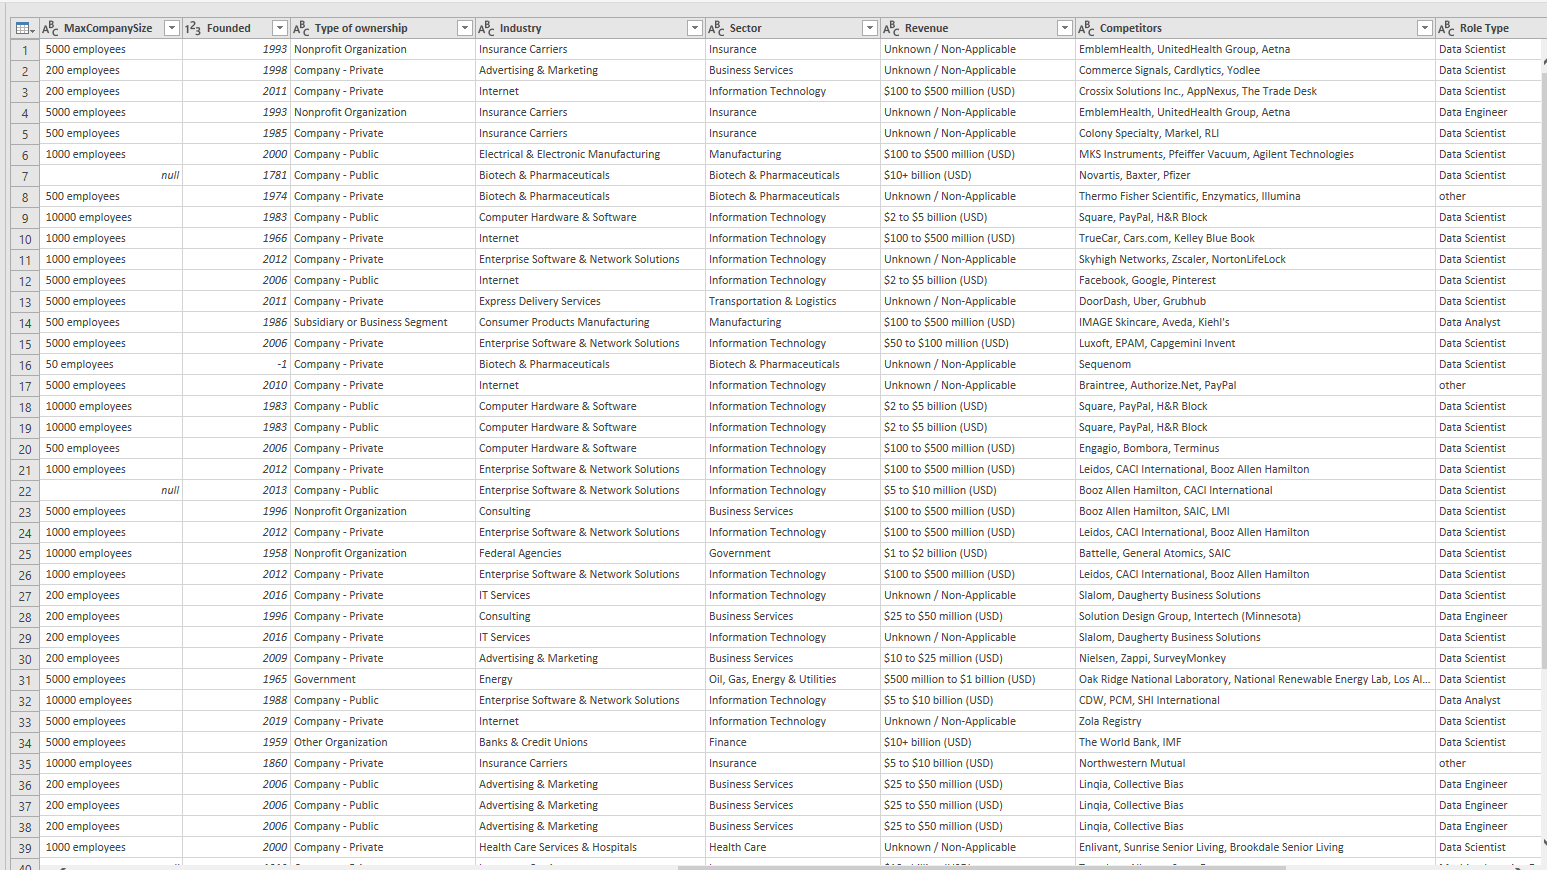 MaxCompanySize Founded Type of ownership Industry Sector Revenue Competitors Role Type
1 5000 employees 1993 Nonprofit Organization Insurance Carriers Insurance Unknown / Non-Applicable EmblemHealth, UnitedHealth Group, Aetna Data Scientist
2 200 employees 1998 Company - Private Advertising & Marketing Business Services Unknown / Non-Applicable Commerce Signals, Cardlytics, Yodlee Data Scientist
3 200 employees 2011 Company - Private Internet Information Technology $100 to $500 million (USD) Crossix Solutions Inc., AppNexus, The Trade Desk Data Scientist
4 5000 employees 1993 Nonprofit Organization Insurance Carriers Insurance Unknown / Non-Applicable EmblemHealth, UnitedHealth Group, Aetna Data Engineer
5 500 employees 1985 Company - Private Insurance Carriers Insurance Unknown / Non-Applicable Colony Specialty, Markel, RLI Data Scientist
6 1000 employees 2000 Company - Public Electrical & Electronic Manufacturing Manufacturing $100 to $500 million (USD) MKS Instruments, Pfeiffer Vacuum, Agilent Technologies Data Scientist
7 null 1781 Company - Public Biotech & Pharmaceuticals Biotech & Pharmaceuticals $10+ billion (USD) Novartis, Baxter, Pfizer Data Scientist
8 500 employees 1974 Company - Private Biotech & Pharmaceuticals Biotech & Pharmaceuticals Unknown / Non-Applicable Thermo Fisher Scientific, Enzymatics, Illumina other
9 10000 employees 1983 Company - Public Computer Hardware & Software Information Technology $2 to $5 billion (USD) Square, PayPal, H&R Block Data Scientist
10 1000 employees 1966 Company - Private Internet Information Technology $100 to $500 million (USD) TrueCar, Cars.com, Kelley Blue Book Data Scientist
11 1000 employees 2012 Company - Private Enterprise Software & Network Solutions Information Technology Unknown / Non-Applicable Skyhigh Networks, Zscaler, NortonLifeLock Data Scientist
12 5000 employees 2006 Company - Private Internet Information Technology $2 to $5 billion (USD) Facebook, Google, Pinterest Data Scientist
13 5000 employees 2011 Company - Private Express Delivery Services Transportation & Logistics Unknown / Non-Applicable DoorDash, Uber, Grubhub Data Scientist
14 500 employees 1986 Subsidiary or Business Segment Consumer Products Manufacturing Manufacturing $100 to $500 million (USD) IMAGE Skincare, Aveda, Kiehl's Data Analyst
15 5000 employees 2006 Company - Private Enterprise Software & Network Solutions Information Technology $50 to $100 million (USD) Luxoft, EPAM, Capgemini Invent Data Scientist
16 50 employees -1 Company - Private Biotech & Pharmaceuticals Biotech & Pharmaceuticals Unknown / Non-Applicable Sequenom Data Scientist
17 5000 employees 2010 Company - Private Internet Information Technology Unknown / Non-Applicable Braintree, Authorize.Net, PayPal other
18 10000 employees 1983 Company - Public Computer Hardware & Software Information Technology $2 to $5 billion (USD) Square, PayPal, H&R Block Data Scientist
19 10000 employees 1983 Company - Public Computer Hardware & Software Information Technology $2 to $5 billion (USD) Square, PayPal, H&R Block Data Scientist
20 500 employees 2006 Company - Private Computer Hardware & Software Information Technology $100 to $500 million (USD) Engagio, Bombora, Terminus Data Scientist
21 1000 employees 2012 Company - Private Enterprise Software & Network Solutions Information Technology $100 to $500 million (USD) Leidos, CACI International, Booz Allen Hamilton Data Scientist
22 null 2013 Company - Public Enterprise Software & Network Solutions Information Technology $5 to $10 million (USD) Booz Allen Hamilton, CACI International Data Scientist
23 5000 employees 1996 Nonprofit Organization Consulting Business Services $100 to $500 million (USD) Booz Allen Hamilton, SAIC, LMI Data Scientist
24 1000 employees 2012 Company - Private Enterprise Software & Network Solutions Information Technology $100 to $500 million (USD) Leidos, CACI International, Booz Allen Hamilton Data Scientist
25 10000 employees 1958 Nonprofit Organization Federal Agencies Government $1 to $2 billion (USD) Battelle, General Atomics, SAIC Data Scientist
26 1000 employees 2012 Company - Private Enterprise Software & Network Solutions Information Technology $100 to $500 million (USD) Leidos, CACI International, Booz Allen Hamilton Data Scientist
27 200 employees 2016 Company - Private IT Services Information Technology Unknown / Non-Applicable Slalom, Daugherty Business Solutions Data Scientist
28 200 employees 1996 Company - Private Consulting Business Services $25 to $50 million (USD) Solution Design Group, Intertech (Minnesota) Data Engineer
29 200 employees 2016 Company - Private IT Services Information Technology Unknown / Non-Applicable Slalom, Daugherty Business Solutions Data Scientist
30 200 employees 2009 Company - Private Advertising & Marketing Business Services $10 to $25 million (USD) Nielsen, Zappi, SurveyMonkey Data Scientist
31 5000 employees 1965 Government Energy Oil, Gas, Energy & Utilities $500 million to $1 billion (USD) Oak Ridge National Laboratory, National Renewable Energy Lab, Los Al... Data Scientist
32 10000 employees 1988 Company - Public Enterprise Software & Network Solutions Information Technology $5 to $10 billion (USD) CDW, PCM, SHI International Data Analyst
33 5000 employees 2019 Company - Private Internet Information Technology Unknown / Non-Applicable Zola Registry Data Scientist
34 5000 employees 1959 Other Organization Banks & Credit Unions Finance $10+ billion (USD) The World Bank, IMF Data Scientist
35 10000 employees 1860 Company - Private Insurance Carriers Insurance $5 to $10 billion (USD) Northwestern Mutual other
36 200 employees 2006 Company - Public Advertising & Marketing Business Services $25 to $50 million (USD) Linqia, Collective Bias Data Engineer
37 200 employees 2006 Company - Public Advertising & Marketing Business Services $25 to $50 million (USD) Linqia, Collective Bias Data Engineer
38 200 employees 2006 Company - Public Advertising & Marketing Business Services $25 to $50 million (USD) Linqia, Collective Bias Data Engineer
39 1000 employees 2000 Company - Private Health Care Services & Hospitals Health Care Unknown / Non-Applicable Enlivant, Sunrise Senior Living, Brookdale Senior Living Data Scientist